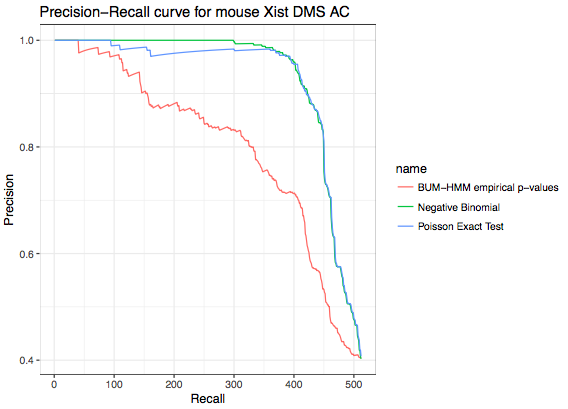 Precision−Recall curve for mouse Xist DMS AC
1.0
0.8
0.6
0.4
Precision
0
100
200
300
400
500
Recall
name
BUM−HMM empirical p−values
Negative Binomial
Poisson Exact Test